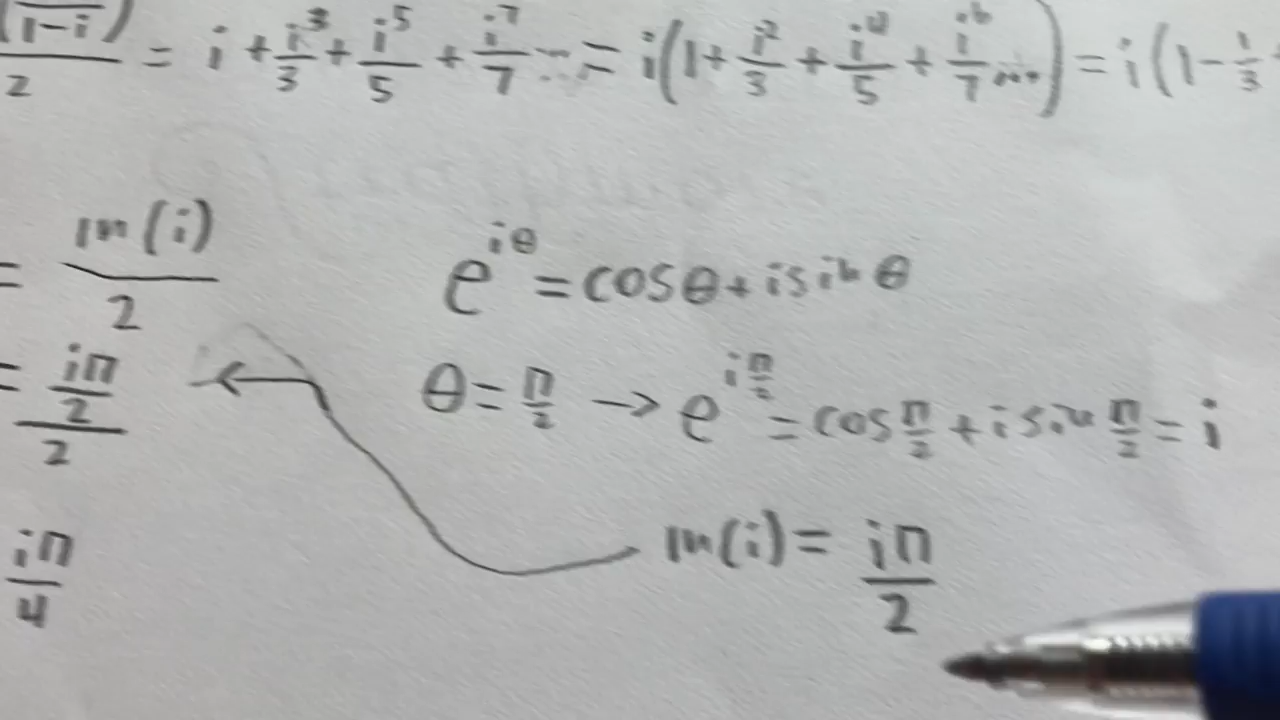 (1-i) / 2 = i + i³/3 + i⁵/5 + i⁷/7 ... = i(1 + i²/3 + i⁴/5 + i⁶/7 ...) = i(1 - 1/3
= ln(i) / 2
e^(iθ) = cosθ + i sin θ
= (iπ/2) / 2
θ = π/2 → e^(iπ/2) = cos π/2 + i sin π/2 = i
ln(i) = iπ/2
iπ/4